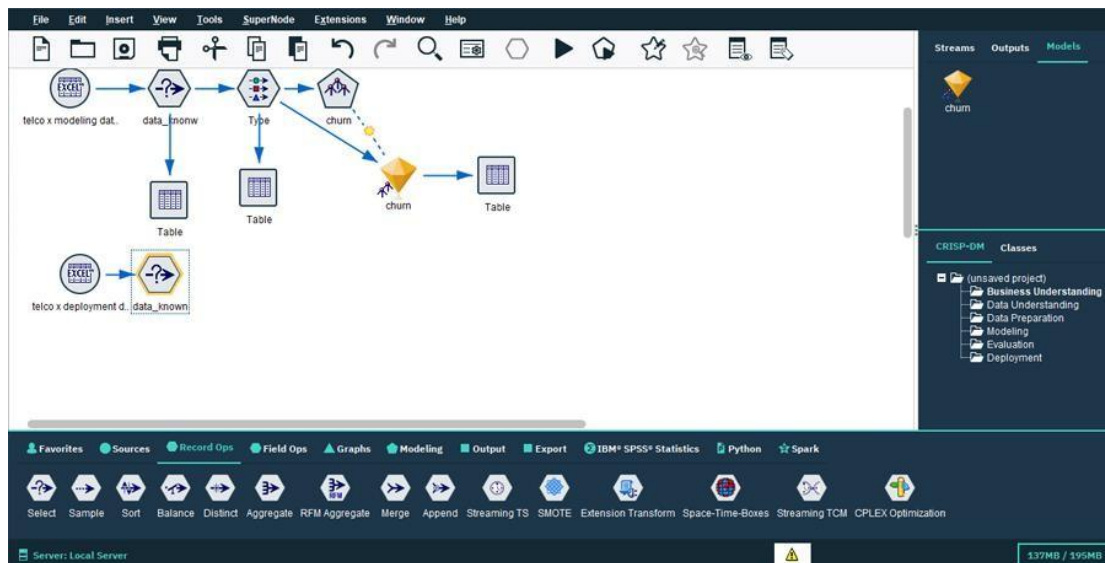 File Edit Insert View Tools SuperNode Extensions Window Help
Streams Outputs Models
churn
EXCEL
telco x modeling dat..
data_knonw
Type
churn
Table
Table
churn
Table
EXCEL
telco x deployment d..
data_known
CRISP-DM Classes
(unsaved project)
Business Understanding
Data Understanding
Data Preparation
Modeling
Evaluation
Deployment
Favorites Sources Record Ops Field Ops Graphs Modeling Output Export IBM® SPSS® Statistics Python Spark
RFM
Select Sample Sort Balance Distinct Aggregate RFM Aggregate Merge Append Streaming TS SMOTE Extension Transform Space-Time-Boxes Streaming TCM CPLEX Optimization
Server: Local Server
137MB / 195MB